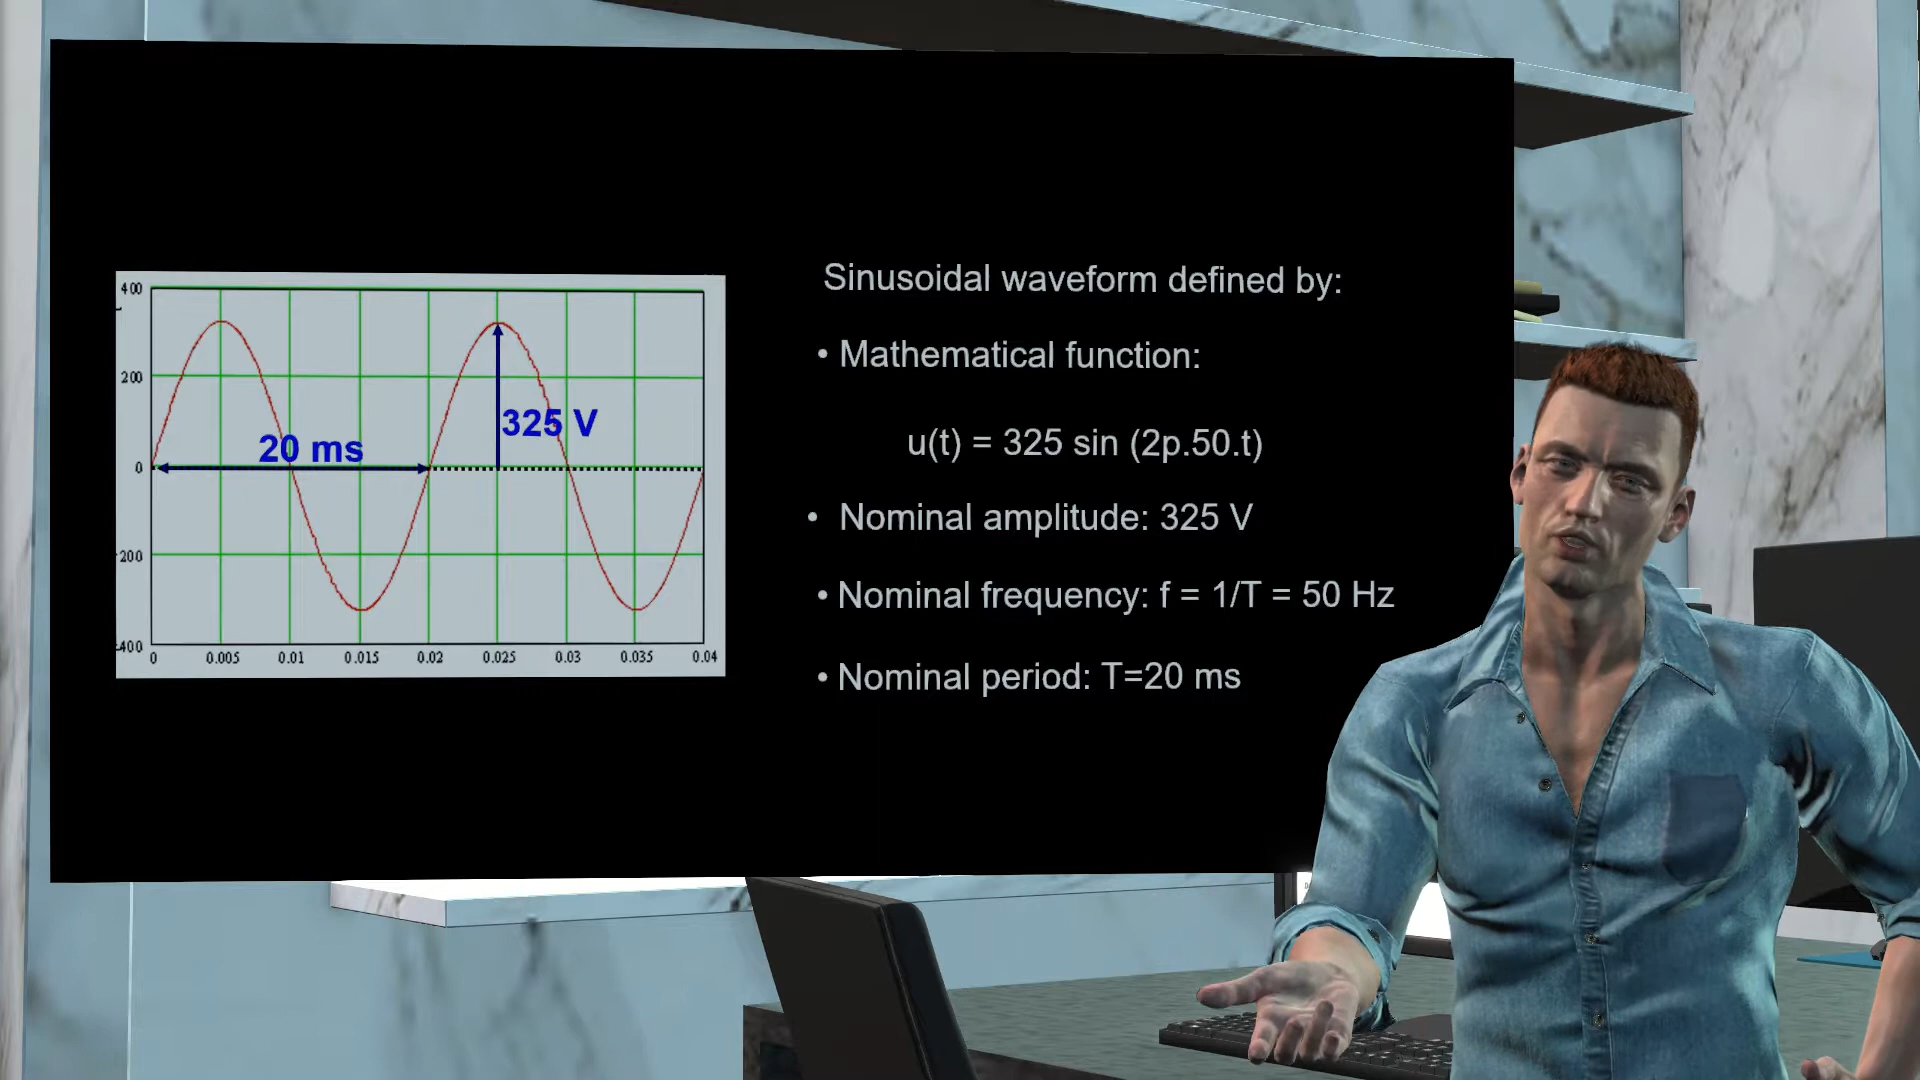 400
200
0
200
-400
0 0.005 0.01 0.015 0.02 0.025 0.03 0.035 0.04
20 ms
325 V
Sinusoidal waveform defined by:
• Mathematical function:
u(t) = 325 sin (2p.50.t)
• Nominal amplitude: 325 V
• Nominal frequency: f = 1/T = 50 Hz
• Nominal period: T=20 ms